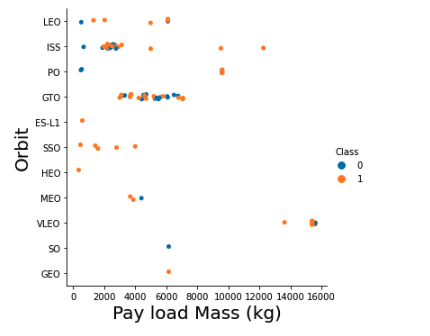 LEO
ISS
PO
GTO
ES-L1
SSO
HEO
MEO
VLEO
SO
GEO
Orbit
0 2000 4000 6000 8000 10000 12000 14000 16000
Pay load Mass (kg)
Class
0
1